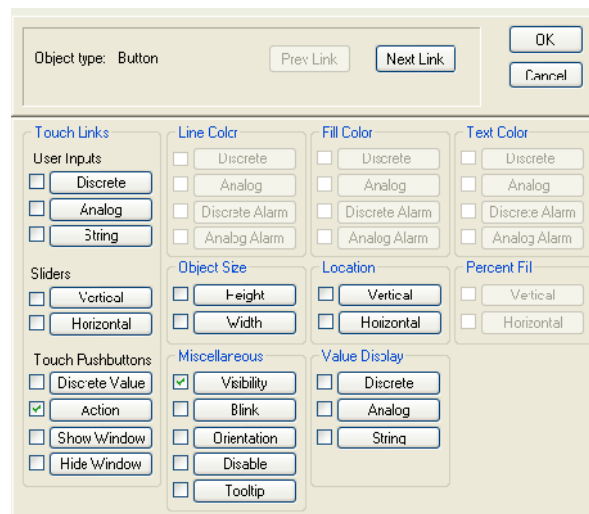 Object type: Button
Prev Link
Next Link
OK
Cancel
Touch Links
User Inputs
Discrete
Analog
String
Sliders
Vertical
Horizontal
Touch Pushbuttons
Discrete Value
Action
Show Window
Hide Window
Line Color
Discrete
Analog
Discrete Alarm
Analog Alarm
Object Size
Height
Width
Miscellaneous
Visibility
Blink
Orientation
Disable
Tooltip
Fill Color
Discrete
Analog
Discrete Alarm
Analog Alarm
Location
Vertical
Horizontal
Value Display
Discrete
Analog
String
Text Color
Discrete
Analog
Discrete Alarm
Analog Alarm
Percent Fill
Vertical
Horizontal